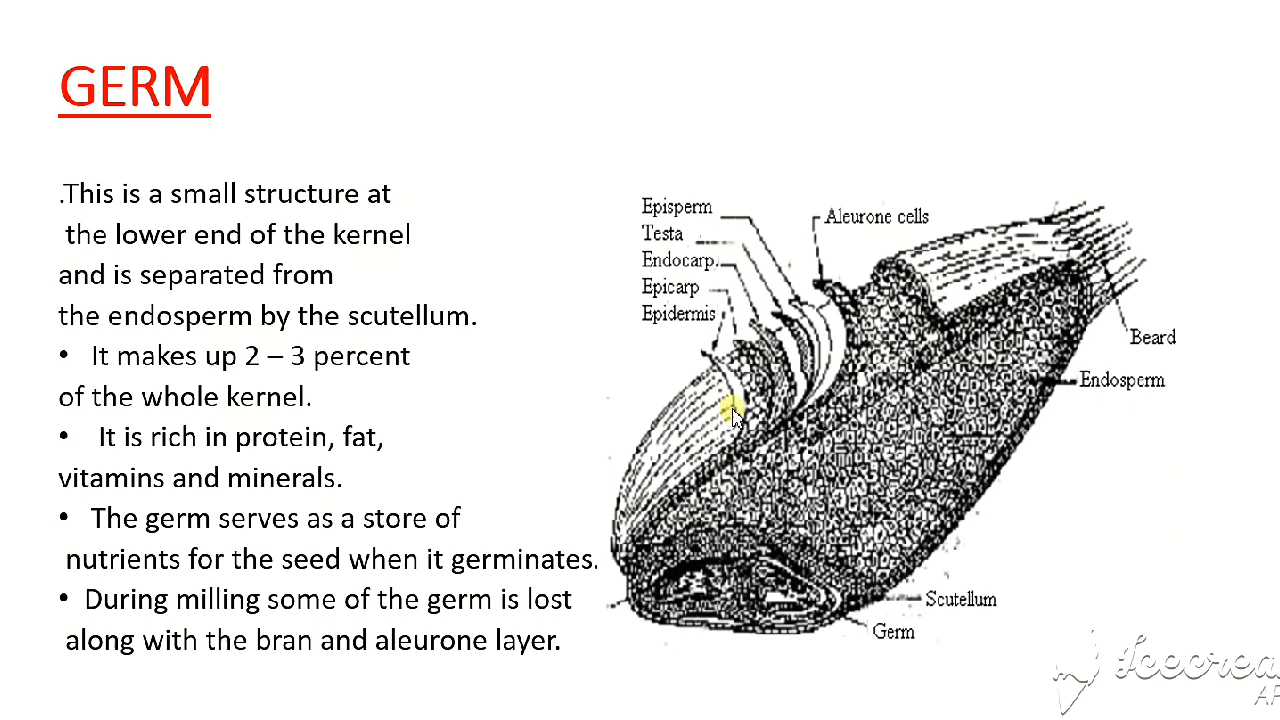 GERM
.This is a small structure at
the lower end of the kernel
and is separated from
the endosperm by the scutellum.
• It makes up 2 – 3 percent
of the whole kernel.
• It is rich in protein, fat,
vitamins and minerals.
• The germ serves as a store of
nutrients for the seed when it germinates.
• During milling some of the germ is lost
along with the bran and aleurone layer.
Episperm
Testa
Endocarp
Epicarp
Epidermis
Aleurone cells
Beard
Endosperm
Scutellum
Germ
Icecrea
AP